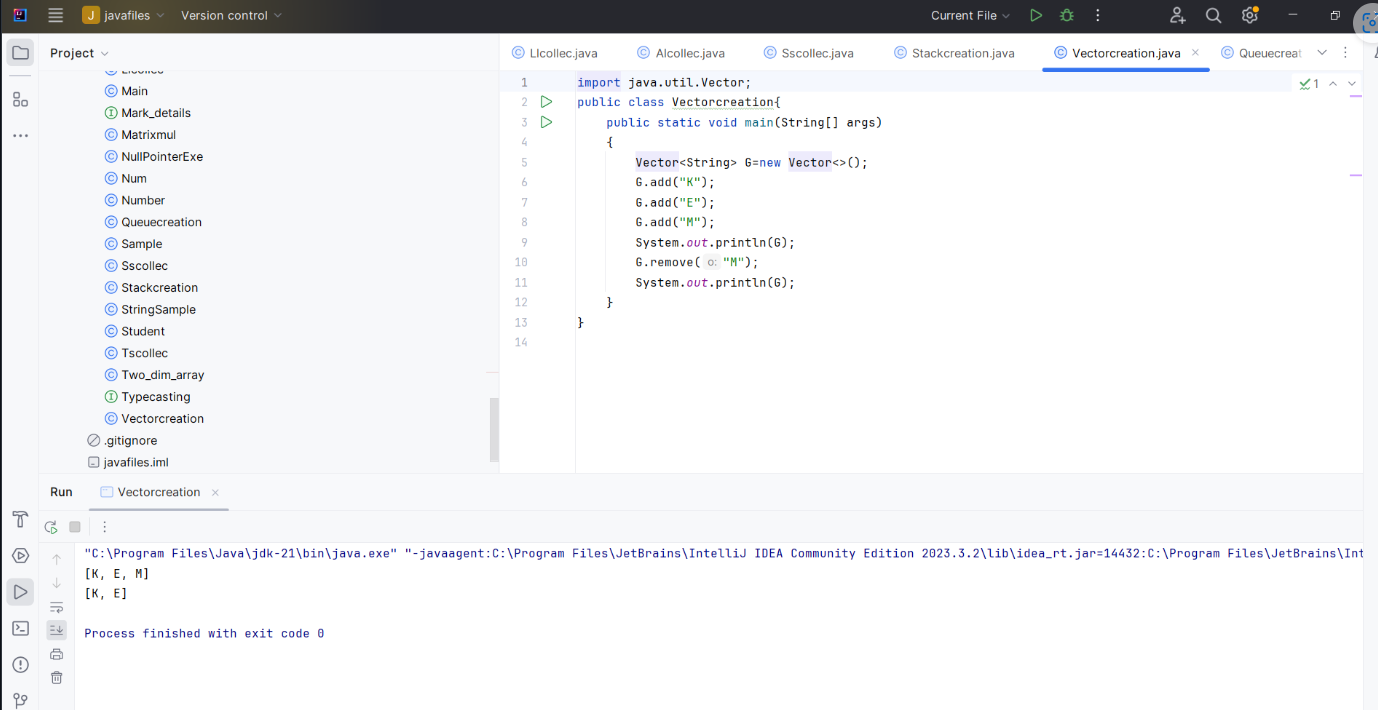 J javafiles Version control Current File
Project
Llcollec.java Alcollec.java Sscollec.java Stackcreation.java Vectorcreation.java Queuecreat
Main
Mark_details
Matrixmul
NullPointerExe
Num
Number
Queuecreation
Sample
Sscollec
Stackcreation
StringSample
Student
Tscollec
Two_dim_array
Typecasting
Vectorcreation
.gitignore
javafiles.iml
1 import java.util.Vector;
2 public class Vectorcreation{
3 public static void main(String[] args)
4 {
5 Vector<String> G=new Vector<>();
6 G.add("K");
7 G.add("E");
8 G.add("M");
9 System.out.println(G);
10 G.remove( o: "M");
11 System.out.println(G);
12 }
13 }
14
1
Run Vectorcreation
"C:\Program Files\Java\jdk-21\bin\java.exe" "-javaagent:C:\Program Files\JetBrains\IntelliJ IDEA Community Edition 2023.3.2\lib\idea_rt.jar=14432:C:\Program Files\JetBrains\Int
[K, E, M]
[K, E]
Process finished with exit code 0